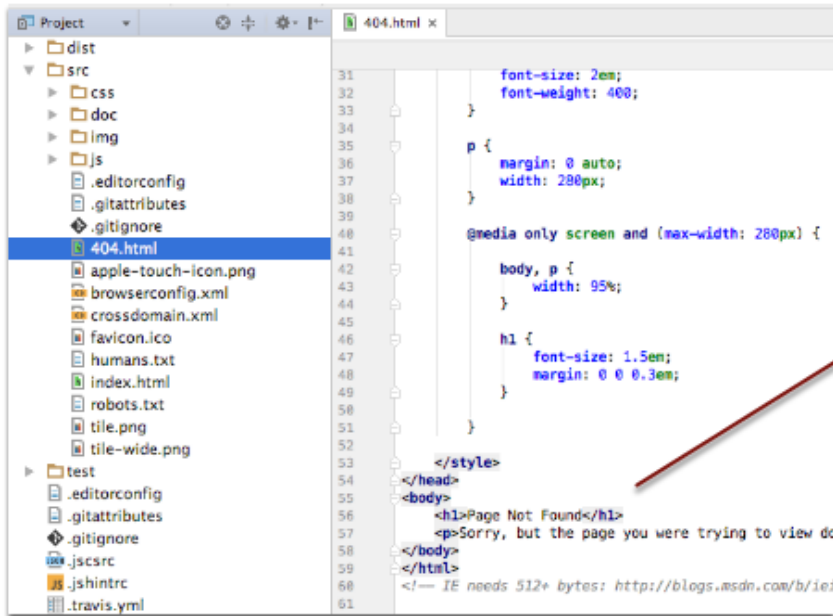 Project
dist
src
css
doc
img
js
.editorconfig
.gitattributes
.gitignore
404.html
apple-touch-icon.png
browserconfig.xml
crossdomain.xml
favicon.ico
humans.txt
index.html
robots.txt
tile.png
tile-wide.png
test
.editorconfig
.gitattributes
.gitignore
.jscsrc
.jshintrc
.travis.yml
404.html ×
31 font-size: 2em;
32 font-weight: 400;
33 }
34
35 p {
36 margin: 0 auto;
37 width: 280px;
38 }
39
40 @media only screen and (max-width: 280px) {
41
42 body, p {
43 width: 95%;
44 }
45
46 h1 {
47 font-size: 1.5em;
48 margin: 0 0 0.3em;
49 }
50
51 }
52
53 </style>
54 </head>
55 <body>
56 <h1>Page Not Found</h1>
57 <p>Sorry, but the page you were trying to view do
58 </body>
59 </html>
60 <!-- IE needs 512+ bytes: http://blogs.msdn.com/b/ie
61